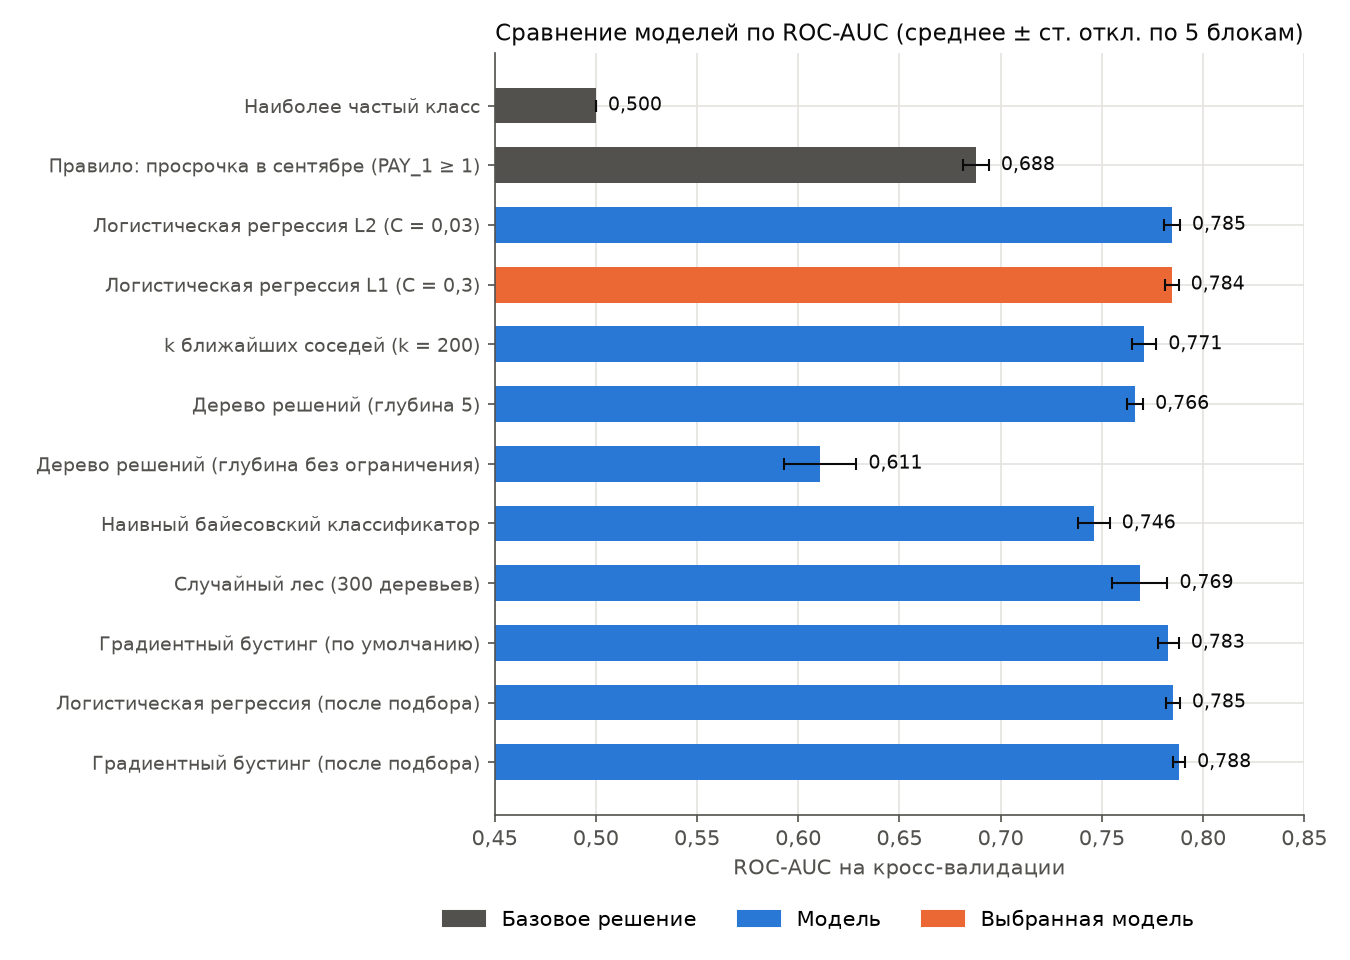 Сравнение моделей по ROC-AUC (среднее ± ст. откл. по 5 блокам)
Наиболее частый класс 0,500
Правило: просрочка в сентябре (PAY_1 ≥ 1) 0,688
Логистическая регрессия L2 (C = 0,03) 0,785
Логистическая регрессия L1 (C = 0,3) 0,784
k ближайших соседей (k = 200) 0,771
Дерево решений (глубина 5) 0,766
Дерево решений (глубина без ограничения) 0,611
Наивный байесовский классификатор 0,746
Случайный лес (300 деревьев) 0,769
Градиентный бустинг (по умолчанию) 0,783
Логистическая регрессия (после подбора) 0,785
Градиентный бустинг (после подбора) 0,788
0,45 0,50 0,55 0,60 0,65 0,70 0,75 0,80 0,85
ROC-AUC на кросс-валидации
Базовое решение Модель Выбранная модель